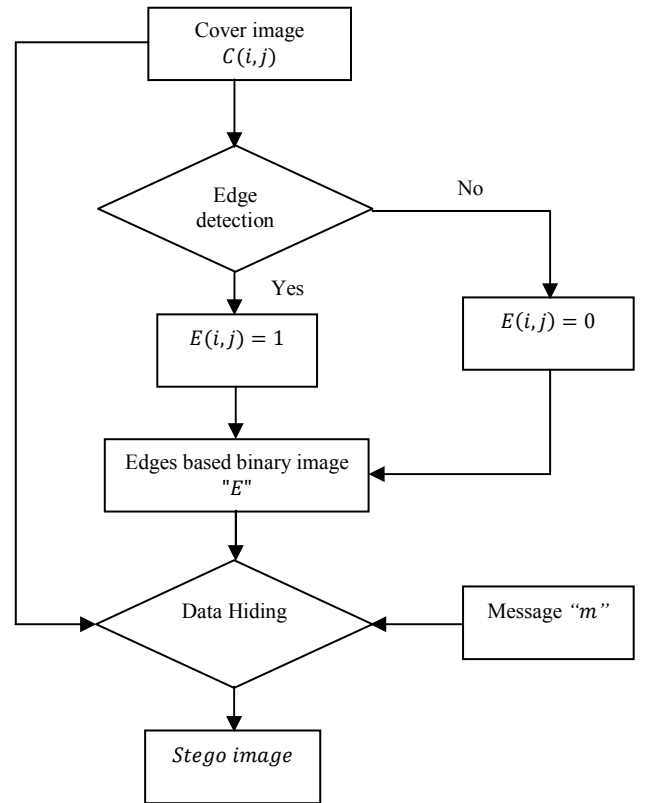 Cover image
C(i,j)
Edge
detection
No
Yes
E(i,j) = 1
E(i,j) = 0
Edges based binary image
"E"
Data Hiding
Message “m”
Stego image